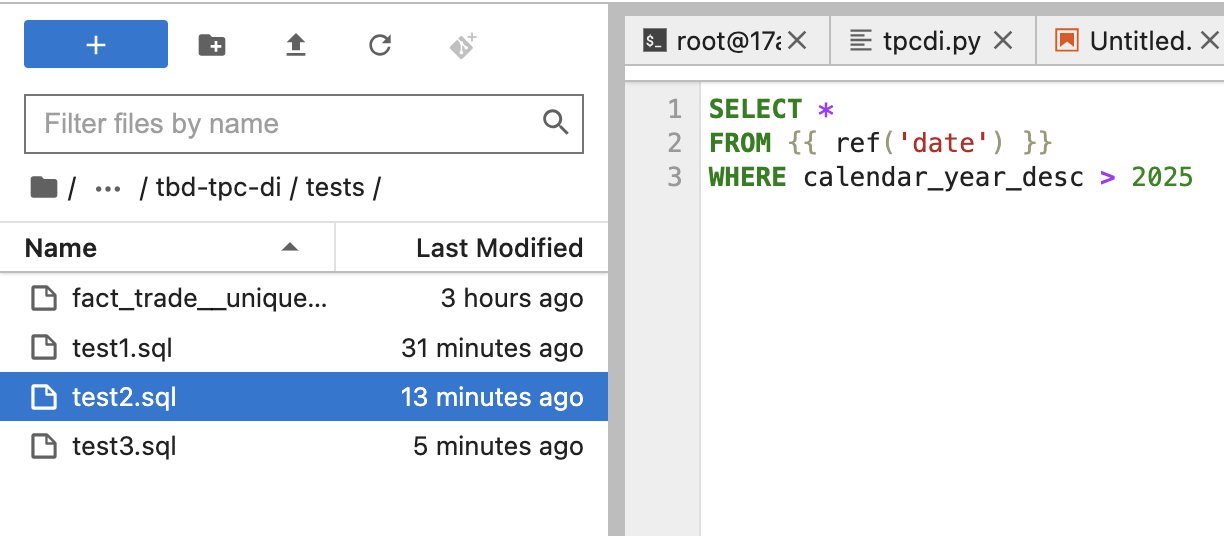 +
Filter files by name
/ ··· / tbd-tpc-di / tests /
Name Last Modified
fact_trade__unique... 3 hours ago
test1.sql 31 minutes ago
test2.sql 13 minutes ago
test3.sql 5 minutes ago
$_ root@17a tpcdi.py Untitled.
1 SELECT *
2 FROM {{ ref('date') }}
3 WHERE calendar_year_desc > 2025